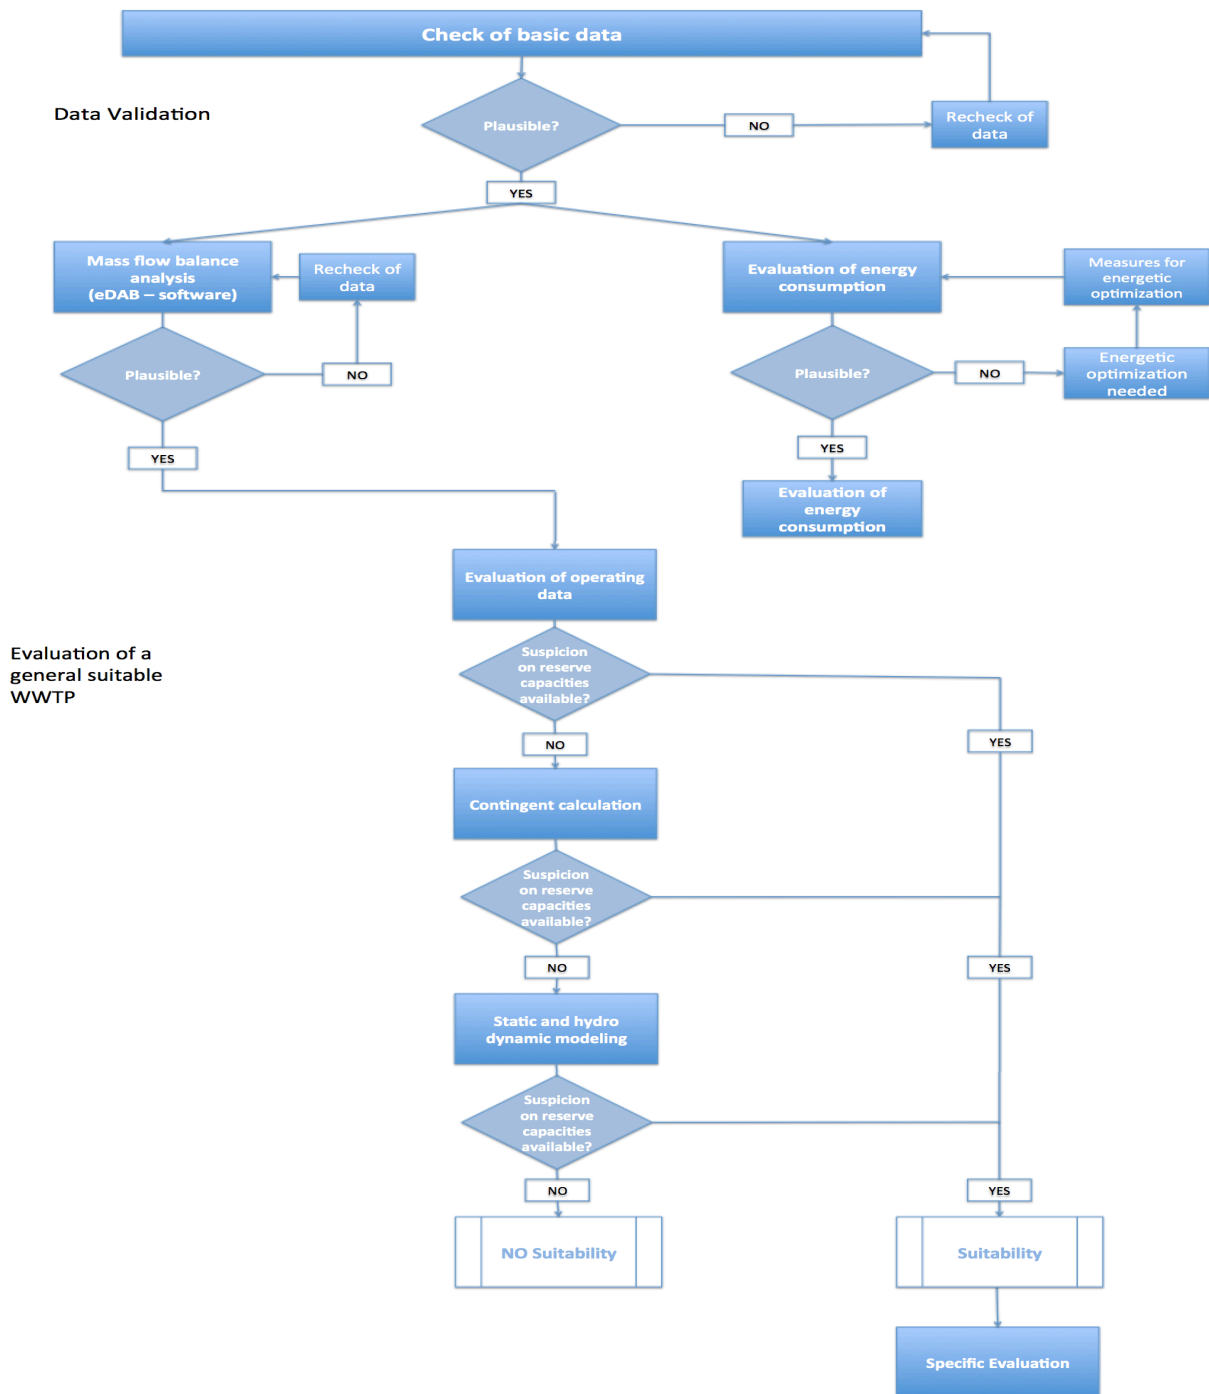 Check of basic data
Data Validation
Plausible?
NO
Recheck of
data
YES
Mass flow balance
analysis
(eDAB – software)
Recheck of
data
Evaluation of energy
consumption
Measures for
energetic
optimization
Plausible?
NO
Plausible?
NO
Energetic
optimization
needed
YES
YES
Evaluation of
energy
consumption
Evaluation of operating
data
Evaluation of a
general suitable
WWTP
Suspicion
on reserve
capacities
available?
NO
YES
Contingent calculation
Suspicion
on reserve
capacities
available?
NO
YES
Static and hydro
dynamic modeling
Suspicion
on reserve
capacities
available?
NO
YES
NO Suitability
Suitability
Specific Evaluation